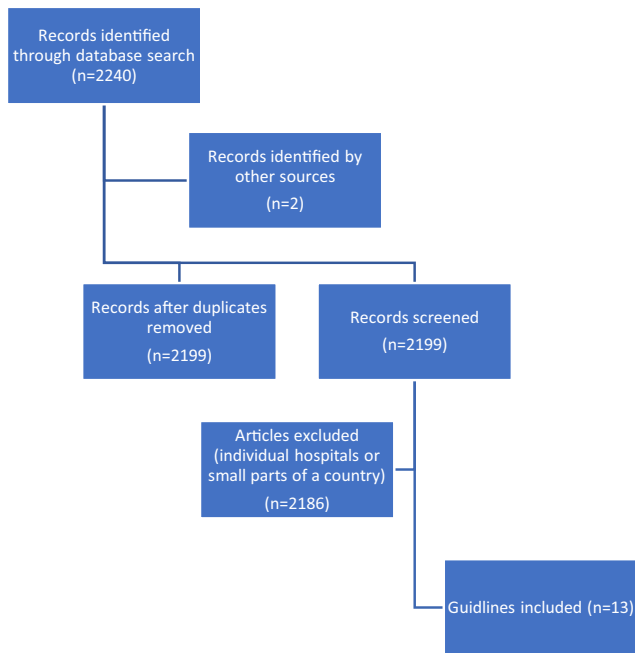 Records identified
through database search
(n=2240)
Records identified by
other sources
(n=2)
Records after duplicates
removed
(n=2199)
Records screened
(n=2199)
Articles excluded
(individual hospitals or
small parts of a country)
(n=2186)
Guidlines included (n=13)